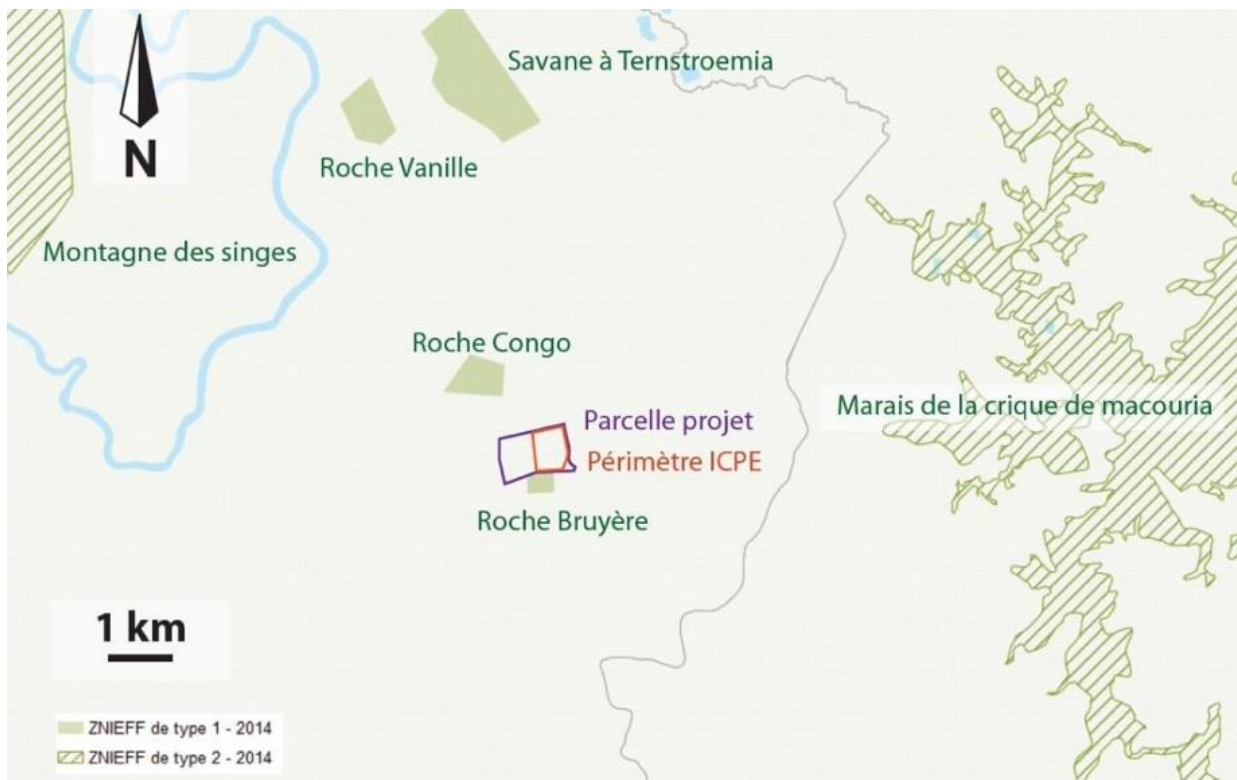 Savane à Ternstroemia
N
Roche Vanille
Montagne des singes
Roche Congo
Marais de la crique de macouria
Parcelle projet
Périmètre ICPE
Roche Bruyère
1 km
ZNIEFF de type 1 - 2014
ZNIEFF de type 2 - 2014